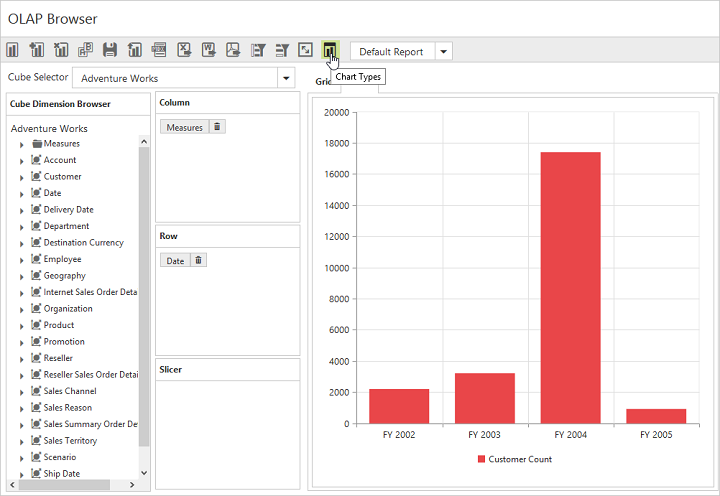 OLAP Browser
Default Report
Chart Types
Cube Selector
Adventure Works
Cube Dimension Browser
Adventure Works
Measures
Account
Customer
Date
Delivery Date
Department
Destination Currency
Employee
Geography
Internet Sales Order Deta
Organization
Product
Promotion
Reseller
Reseller Sales Order Detai
Sales Channel
Sales Reason
Sales Summary Order De
Sales Territory
Scenario
Ship Date
Column
Measures
Row
Date
Slicer
20000
18000
16000
14000
12000
10000
8000
6000
4000
2000
0
FY 2002 FY 2003 FY 2004 FY 2005
Customer Count